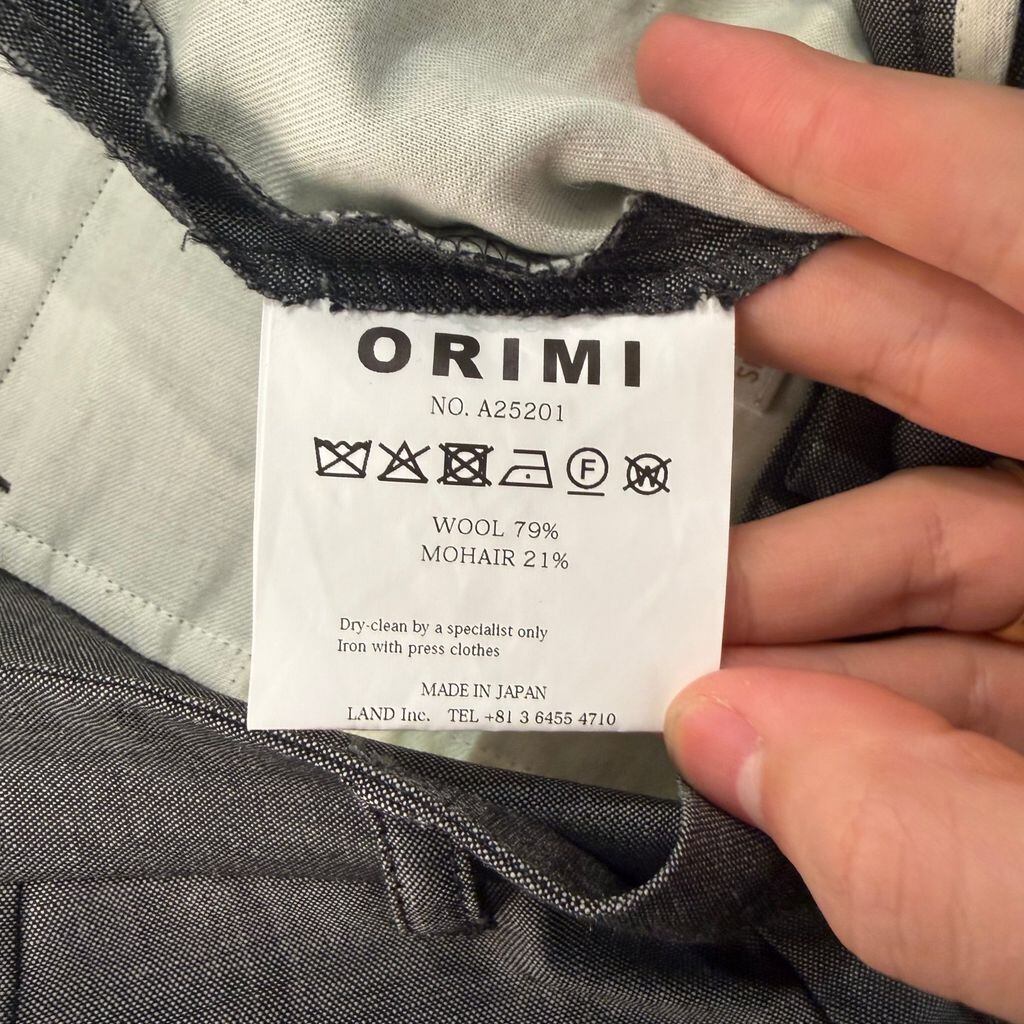 ORIMI
NO. A25201
F W
WOOL 79%
MOHAIR 21%
Dry-clean by a specialist only
Iron with press clothes
MADE IN JAPAN
LAND Inc. TEL +81 3 6455 4710